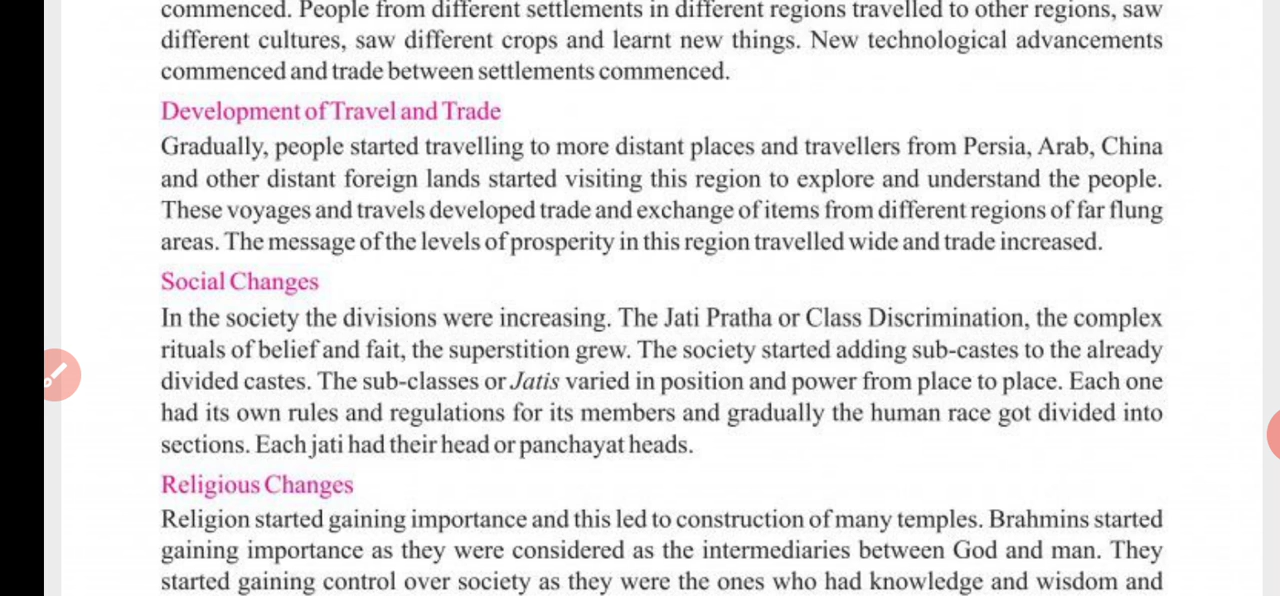 commenced. People from different settlements in different regions travelled to other regions, saw
different cultures, saw different crops and learnt new things. New technological advancements
commenced and trade between settlements commenced.
Development of Travel and Trade
Gradually, people started travelling to more distant places and travellers from Persia, Arab, China
and other distant foreign lands started visiting this region to explore and understand the people.
These voyages and travels developed trade and exchange of items from different regions of far flung
areas. The message of the levels of prosperity in this region travelled wide and trade increased.
Social Changes
In the society the divisions were increasing. The Jati Pratha or Class Discrimination, the complex
rituals of belief and fait, the superstition grew. The society started adding sub-castes to the already
divided castes. The sub-classes or Jatis varied in position and power from place to place. Each one
had its own rules and regulations for its members and gradually the human race got divided into
sections. Each jati had their head or panchayat heads.
Religious Changes
Religion started gaining importance and this led to construction of many temples. Brahmins started
gaining importance as they were considered as the intermediaries between God and man. They
started gaining control over society as they were the ones who had knowledge and wisdom and